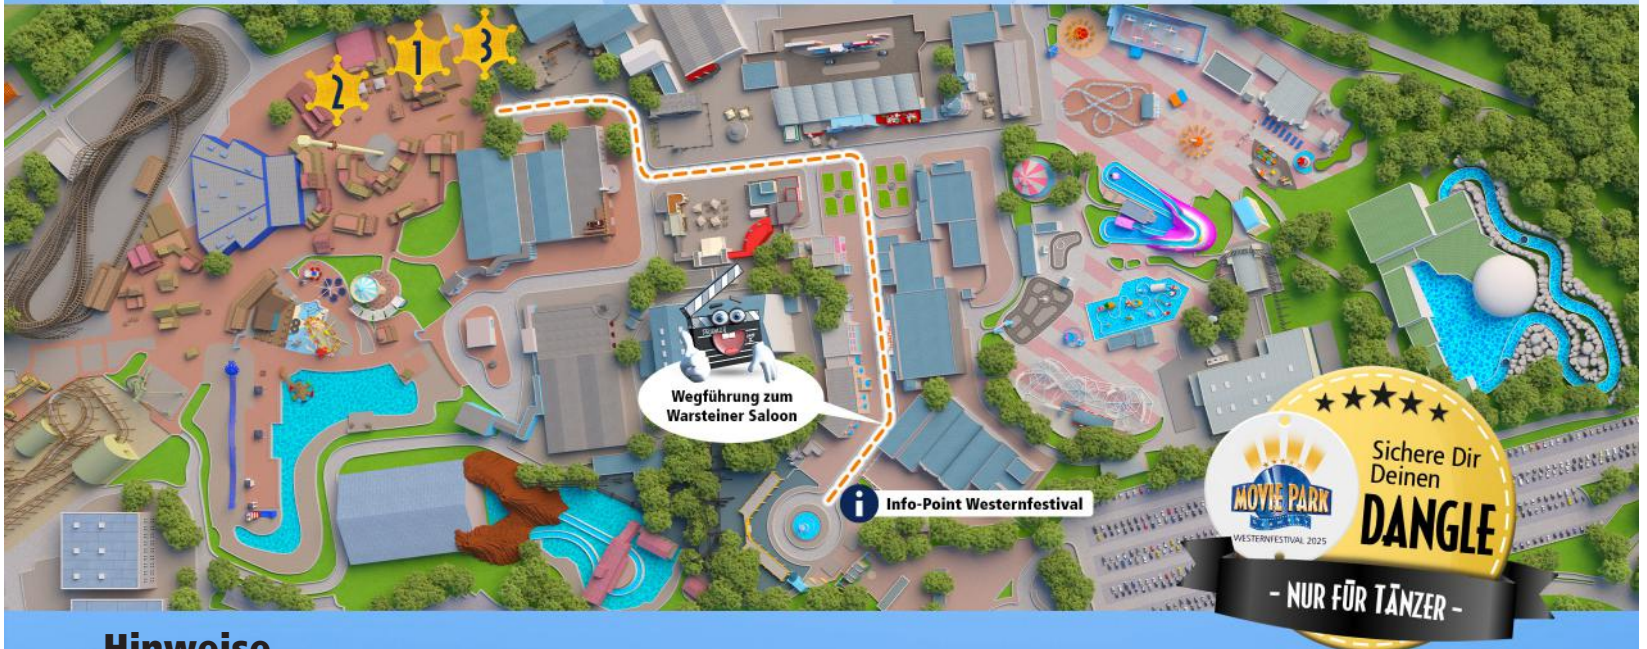 1
3
2
Wegführung zum
Warsteiner Saloon
i
Info-Point Westernfestival
Sichere Dir
Deinen
DANGLE
MOVIE PARK
WESTERNFESTIVAL 2025
- NUR FÜR TÄNZER -
Hinweise